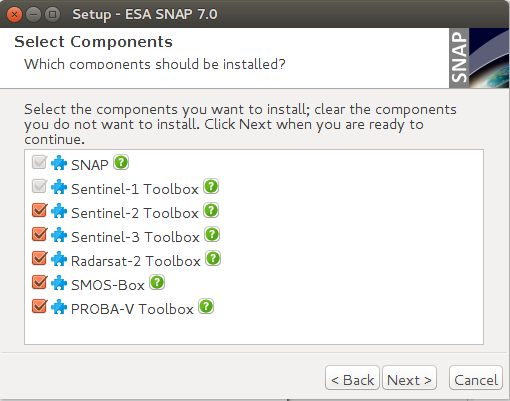 Setup - ESA SNAP 7.0
Select Components
Which components should be installed?
SNAP
Select the components you want to install; clear the components
you do not want to install. Click Next when you are ready to
continue.
SNAP
Sentinel-1 Toolbox
Sentinel-2 Toolbox
Sentinel-3 Toolbox
Radarsat-2 Toolbox
SMOS-Box
PROBA-V Toolbox
< Back Next > Cancel